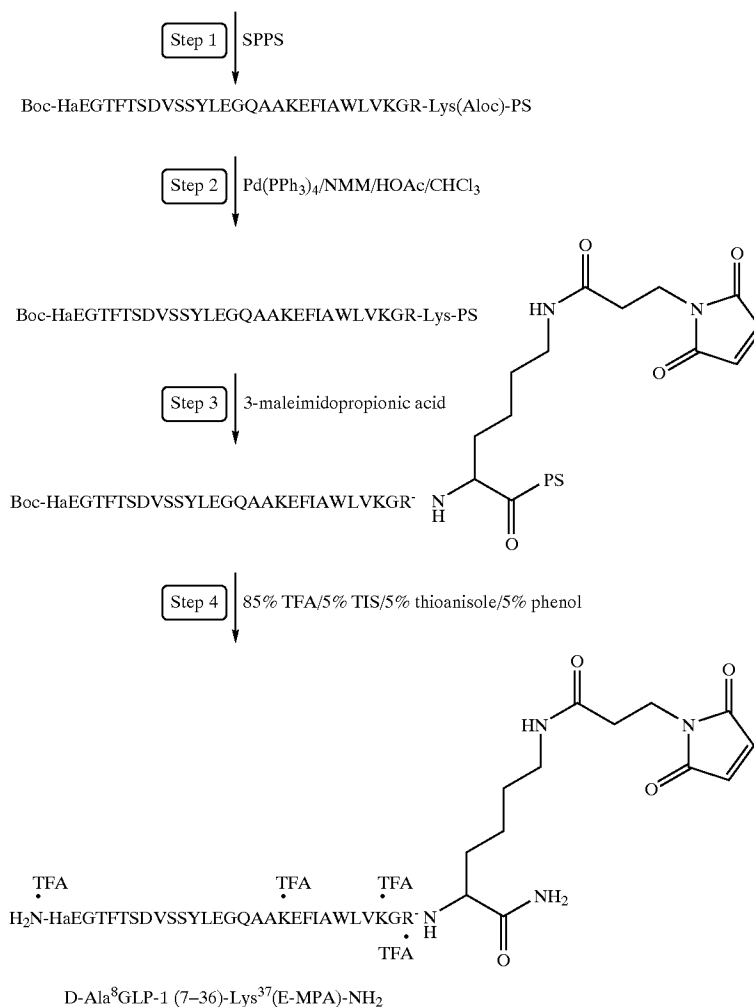 Step 1 SPPS
Boc-HaEGTFTSDVSSYLEGQAAKEFIAWLVKGR-Lys(Aloc)-PS
Step 2 Pd(PPh3)4/NMM/HOAc/CHCl3
Boc-HaEGTFTSDVSSYLEGQAAKEFIAWLVKGR-Lys-PS
O
O
HN
N
O
Step 3 3-maleimidopropionic acid
PS
Boc-HaEGTFTSDVSSYLEGQAAKEFIAWLVKGR-
N
H
O
Step 4 85% TFA/5% TIS/5% thioanisole/5% phenol
O
O
HN
N
O
TFA TFA TFA
H2N-HaEGTFTSDVSSYLEGQAAKEFIAWLVKGR- N
H
NH2
O
TFA
D-Ala8GLP-1 (7–36)-Lys37(E-MPA)-NH2